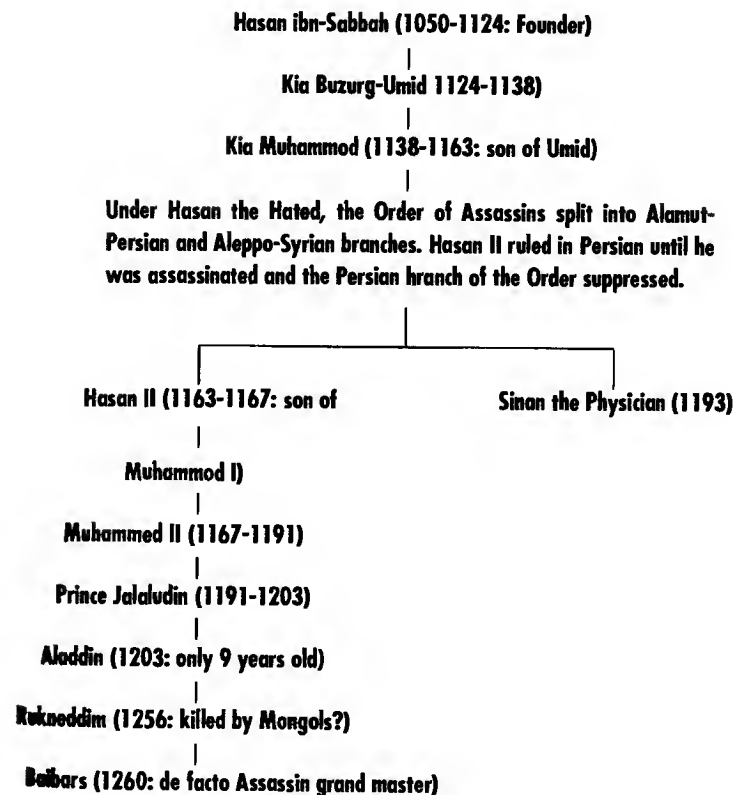 Hasan ibn-Sabbah (1050-1124: Founder)
Kia Buzurg-Umid 1124-1138)
Kia Muhammod (1138-1163: son of Umid)
Under Hasan the Hated, the Order of Assassins split into Alamut-
Persian and Aleppo-Syrian branches. Hasan II ruled in Persian until he
was assassinated and the Persian hranch of the Order suppressed.
Hasan II (1163-1167: son of
Sinan the Physician (1193)
Muhammod I)
Muhammed II (1167-1191)
Prince Jalaludin (1191-1203)
Aladdin (1203: only 9 years old)
Rukneddim (1256: killed by Mongols?)
Baibars (1260: de facto Assassin grand master)